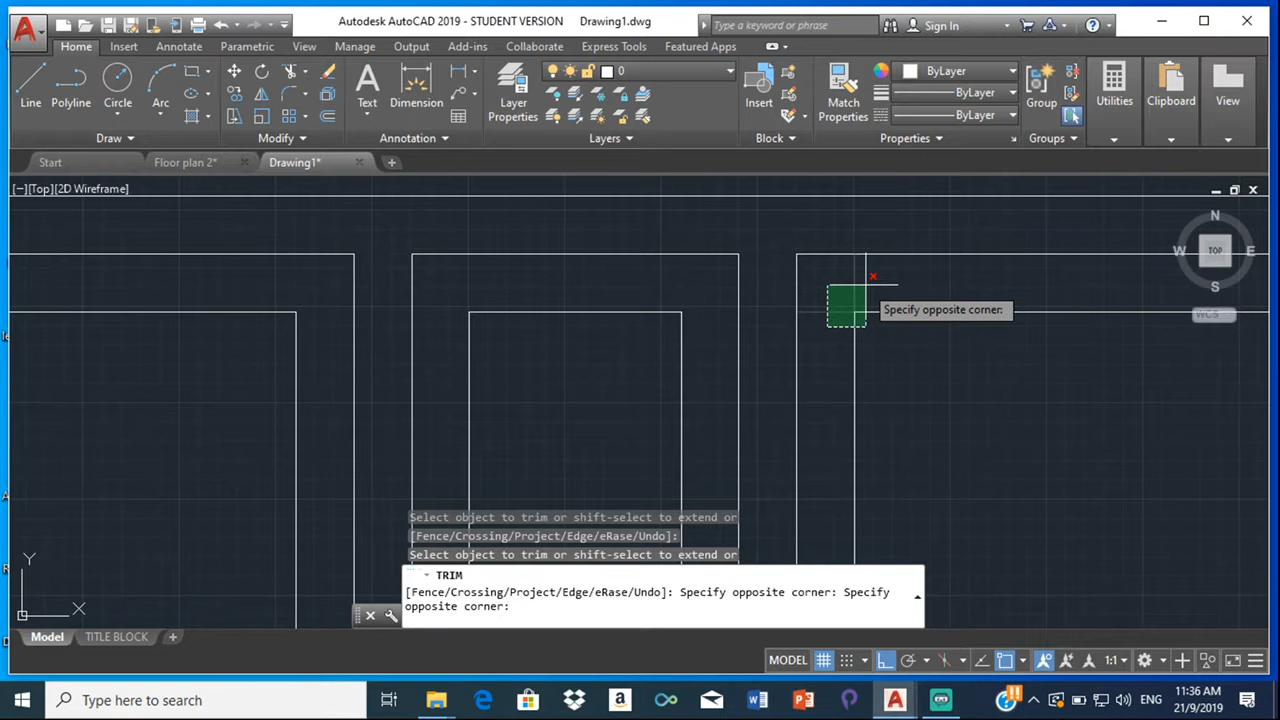 Autodesk AutoCAD 2019 - STUDENT VERSION Drawing1.dwg
Type a keyword or phrase
Sign In
Home Insert Annotate Parametric View Manage Output Add-ins Collaborate Express Tools Featured Apps
0
ByLayer
ByLayer
ByLayer
Line Polyline Circle Arc
Text Dimension
Layer
Properties
Insert
Match
Properties
Group
Utilities
Clipboard
View
Draw Modify Annotation Layers Block Properties Groups
Start Floor plan 2* Drawing1*
[−][Top][2D Wireframe]
N
W TOP E
S
WCS
Specify opposite corner:
Select object to trim or shift-select to extend or
[Fence/Crossing/Project/Edge/eRase/Undo]:
Select object to trim or shift-select to extend or
TRIM
[Fence/Crossing/Project/Edge/eRase/Undo]: Specify opposite corner: Specify
opposite corner:
Y
X
Model TITLE BLOCK
MODEL 1:1
Type here to search
ENG
11:36 AM
21/9/2019